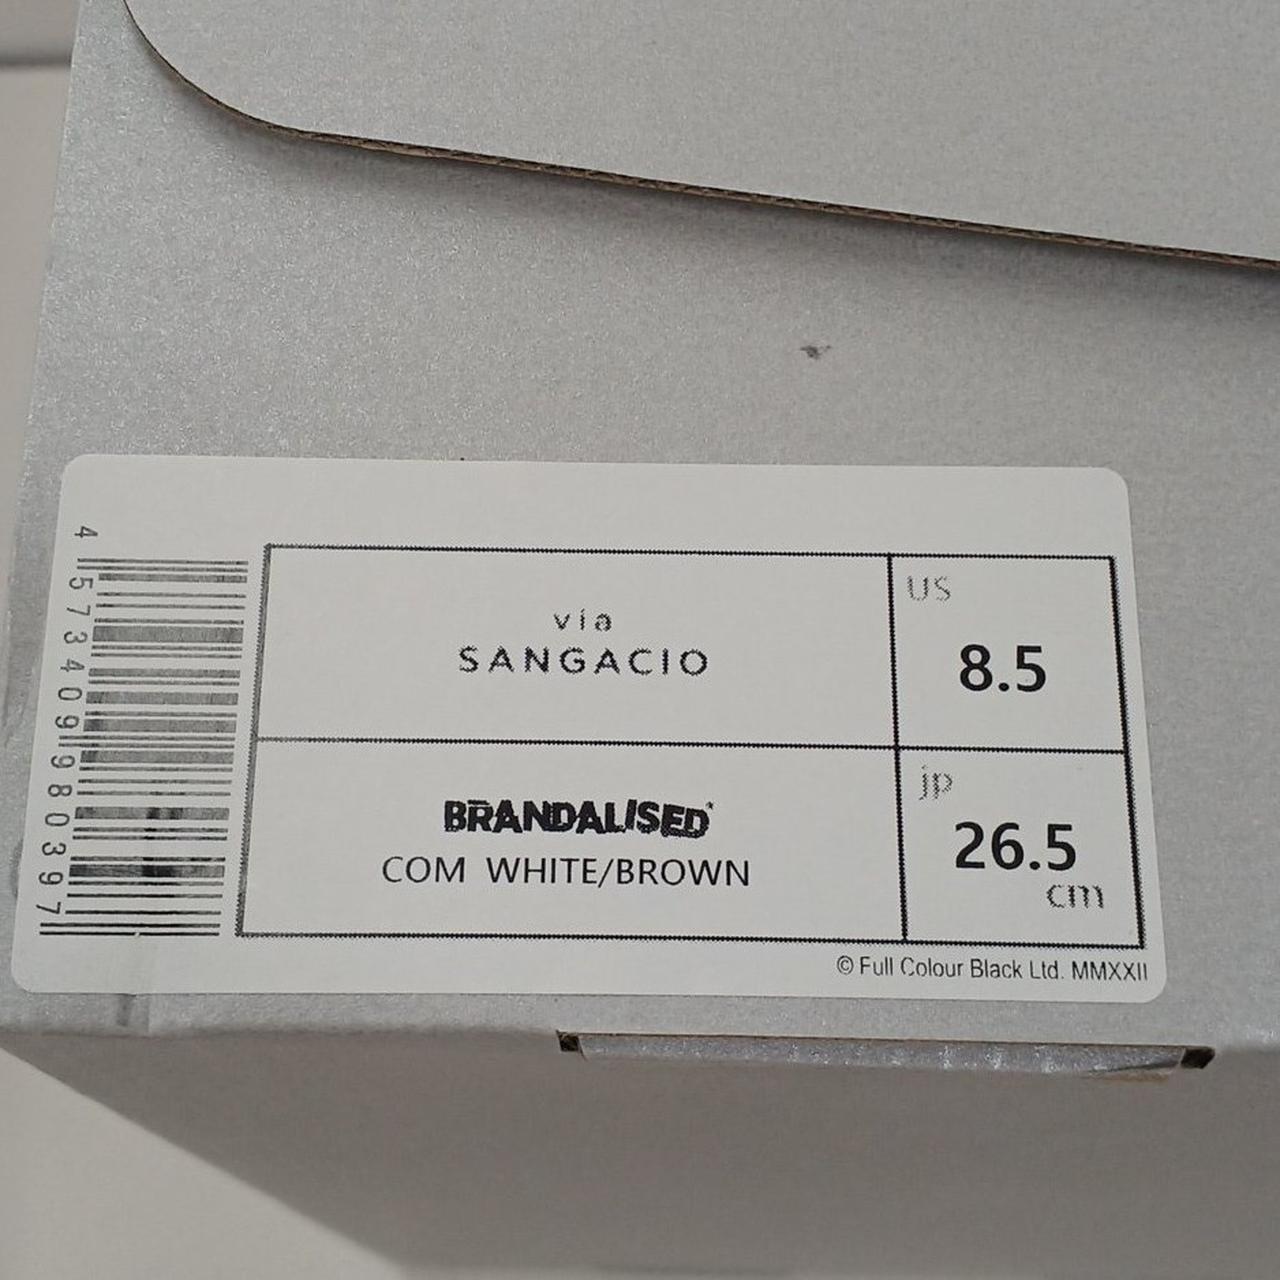 4573409980397
via
SANGACIO
US
8.5
BRANDALISED
COM WHITE/BROWN
jp
26.5
cm
© Full Colour Black Ltd. MMXXII